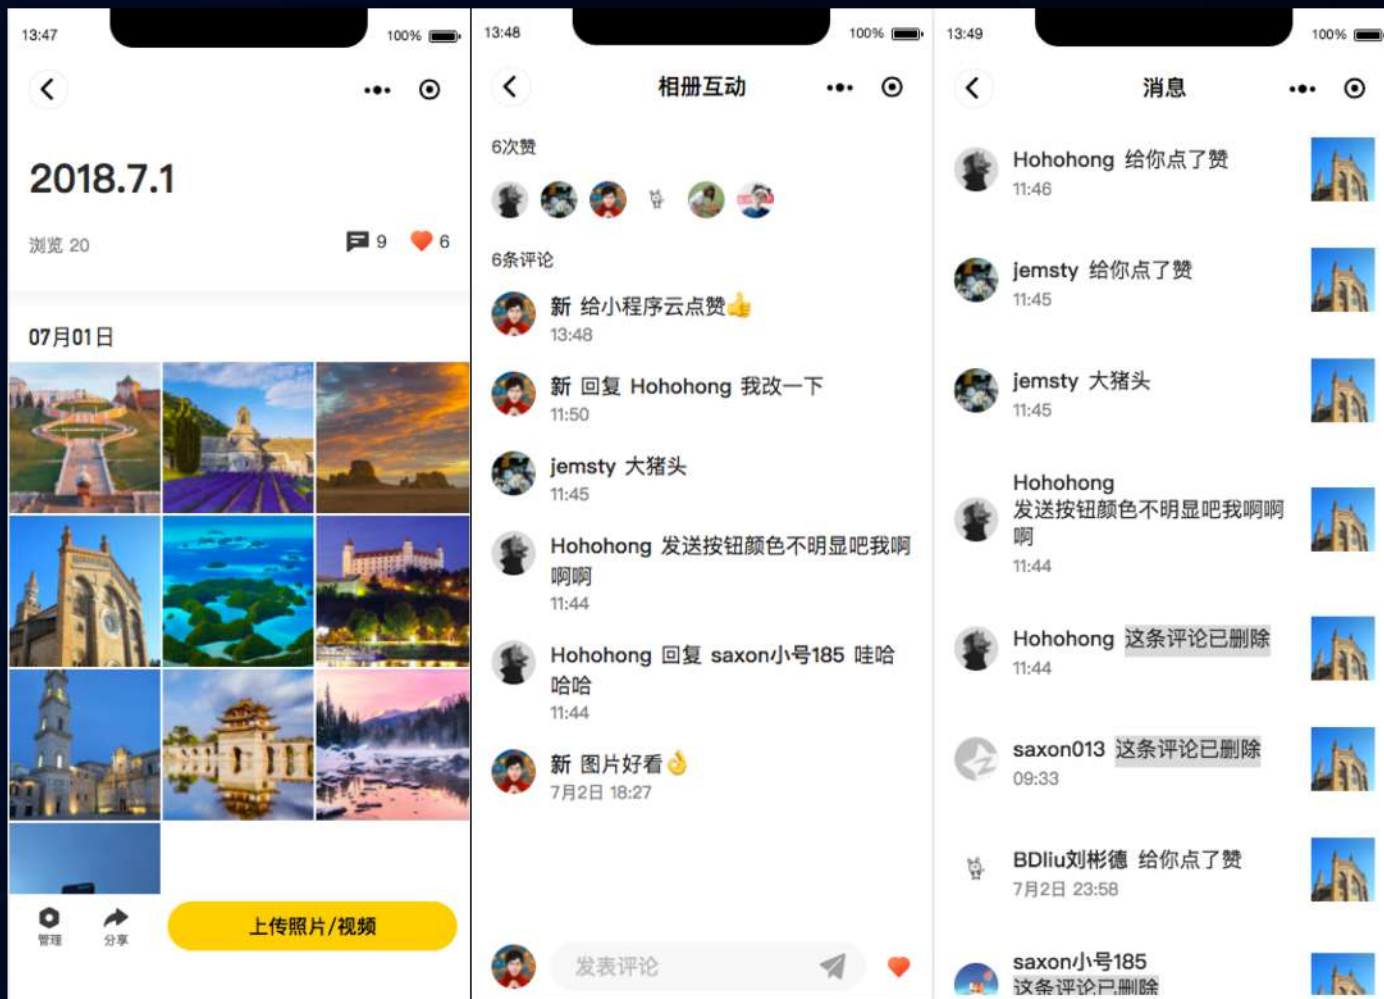 13:47
100%
2018.7.1
浏览 20
9
6
07月01日
管理
分享
上传照片/视频
13:48
100%
相册互动
6次赞
6条评论
新 给小程序云点赞👍
13:48
新 回复 Hohohong 我改一下
11:50
jemsty 大猪头
11:45
Hohohong 发送按钮颜色不明显吧我啊
啊啊
11:44
Hohohong 回复 saxon小号185 哇哈
哈哈
11:44
新 图片好看👌
7月2日 18:27
发表评论
13:49
100%
消息
Hohohong 给你点了赞
11:46
jemsty 给你点了赞
11:45
jemsty 大猪头
11:45
Hohohong
发送按钮颜色不明显吧我啊啊
啊
11:44
Hohohong 这条评论已删除
11:44
saxon013 这条评论已删除
09:33
BDliu刘彬德 给你点了赞
7月2日 23:58
saxon小号185
这条评论已删除